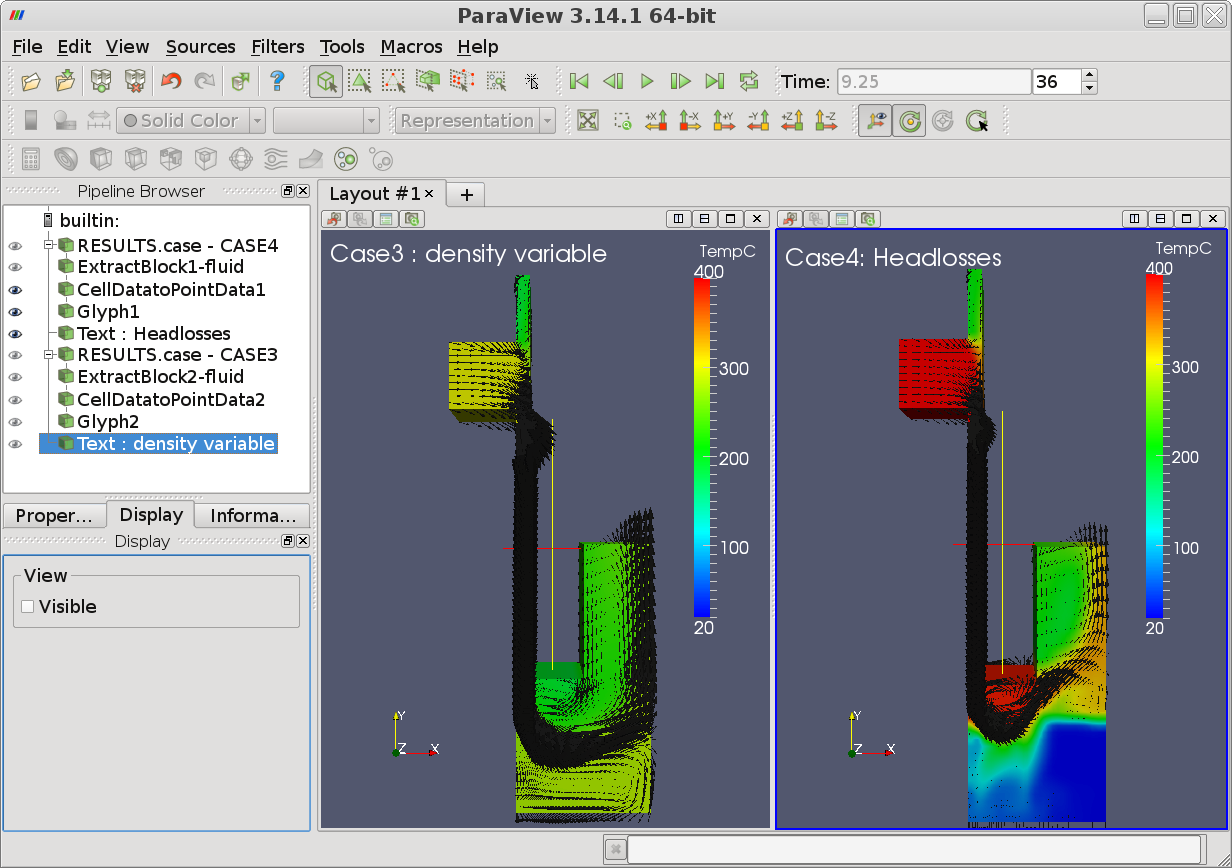 ParaView 3.14.1 64-bit
File Edit View Sources Filters Tools Macros Help
Time: 9.25 36
Solid Color Representation
+X -X +Y -Y +Z -Z
Pipeline Browser
Layout #1 × +
builtin:
RESULTS.case - CASE4
ExtractBlock1-fluid
CellDatatoPointData1
Glyph1
Text : Headlosses
RESULTS.case - CASE3
ExtractBlock2-fluid
CellDatatoPointData2
Glyph2
Text : density variable
Proper... Display Informa...
Display
View
Visible
Case3 : density variable
TempC
400
300
200
100
20
Y
Z X
Case4: Headlosses
TempC
400
300
200
100
20
Y
Z X